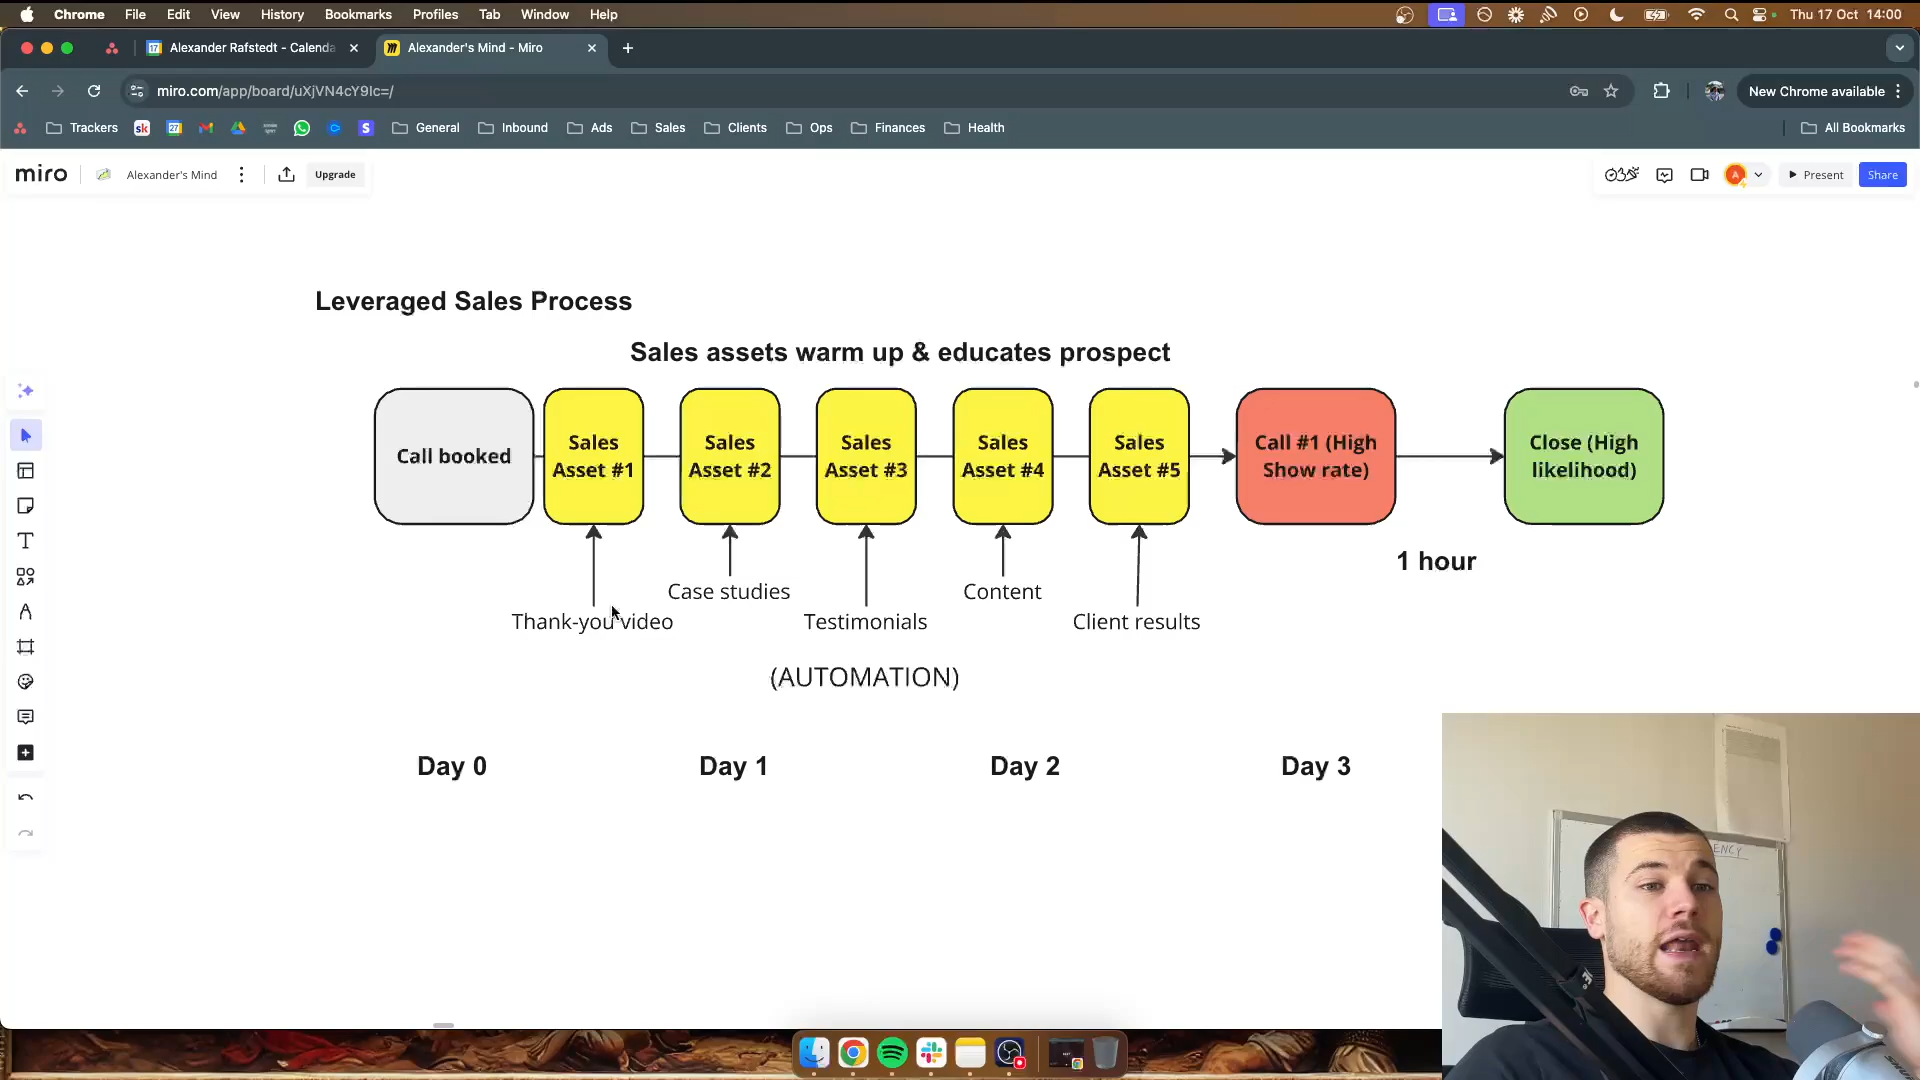 Chrome File Edit View History Bookmarks Profiles Tab Window Help Thu 17 Oct 14:00
Alexander Rafstedt - Calenda Alexander's Mind - Miro
miro.com/app/board/uXjVN4cY9lc=/ New Chrome available
Trackers sk 27 S General Inbound Ads Sales Clients Ops Finances Health All Bookmarks
miro Alexander's Mind Upgrade A Present Share
Leveraged Sales Process
Sales assets warm up & educates prospect
Call booked
Sales
Asset #1
Sales
Asset #2
Sales
Asset #3
Sales
Asset #4
Sales
Asset #5
Call #1 (High
Show rate)
Close (High
likelihood)
1 hour
Thank-you video
Case studies
Testimonials
Content
Client results
(AUTOMATION)
Day 0 Day 1 Day 2 Day 3
ENCY